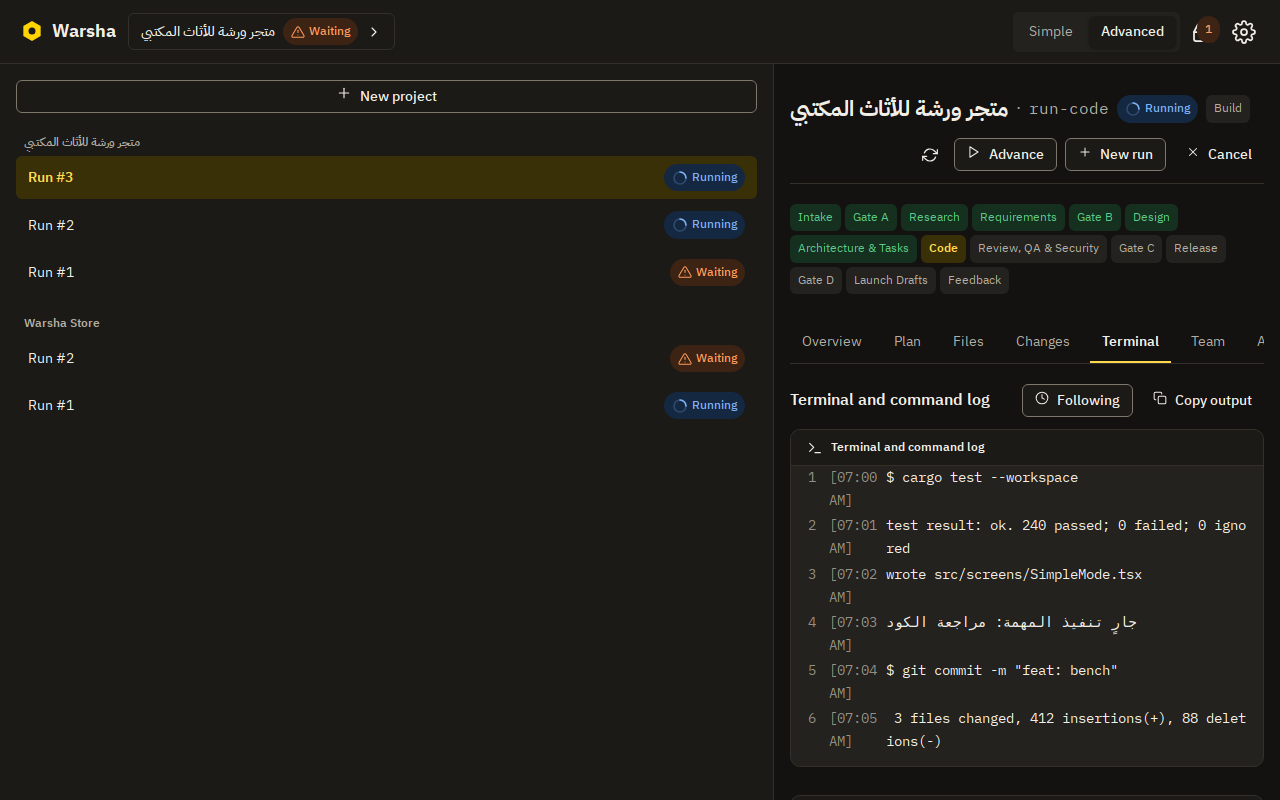 Warsha
متجر ورشة للأثاث المكتبي
Waiting
Simple
Advanced
1
New project
متجر ورشة للأثاث المكتبي
Run #3
Running
Run #2
Running
Run #1
Waiting
Warsha Store
Run #2
Waiting
Run #1
Running
متجر ورشة للأثاث المكتبي · run-code
Running
Build
Advance
New run
Cancel
Intake
Gate A
Research
Requirements
Gate B
Design
Architecture & Tasks
Code
Review, QA & Security
Gate C
Release
Gate D
Launch Drafts
Feedback
Overview
Plan
Files
Changes
Terminal
Team
A
Terminal and command log
Following
Copy output
Terminal and command log
1 [07:00 AM] $ cargo test --workspace
2 [07:01 AM] test result: ok. 240 passed; 0 failed; 0 igno
red
3 [07:02 AM] wrote src/screens/SimpleMode.tsx
4 [07:03 AM] جارٍ تنفيذ المهمة: مراجعة الكود
5 [07:04 AM] $ git commit -m "feat: bench"
6 [07:05 AM] 3 files changed, 412 insertions(+), 88 delet
ions(-)